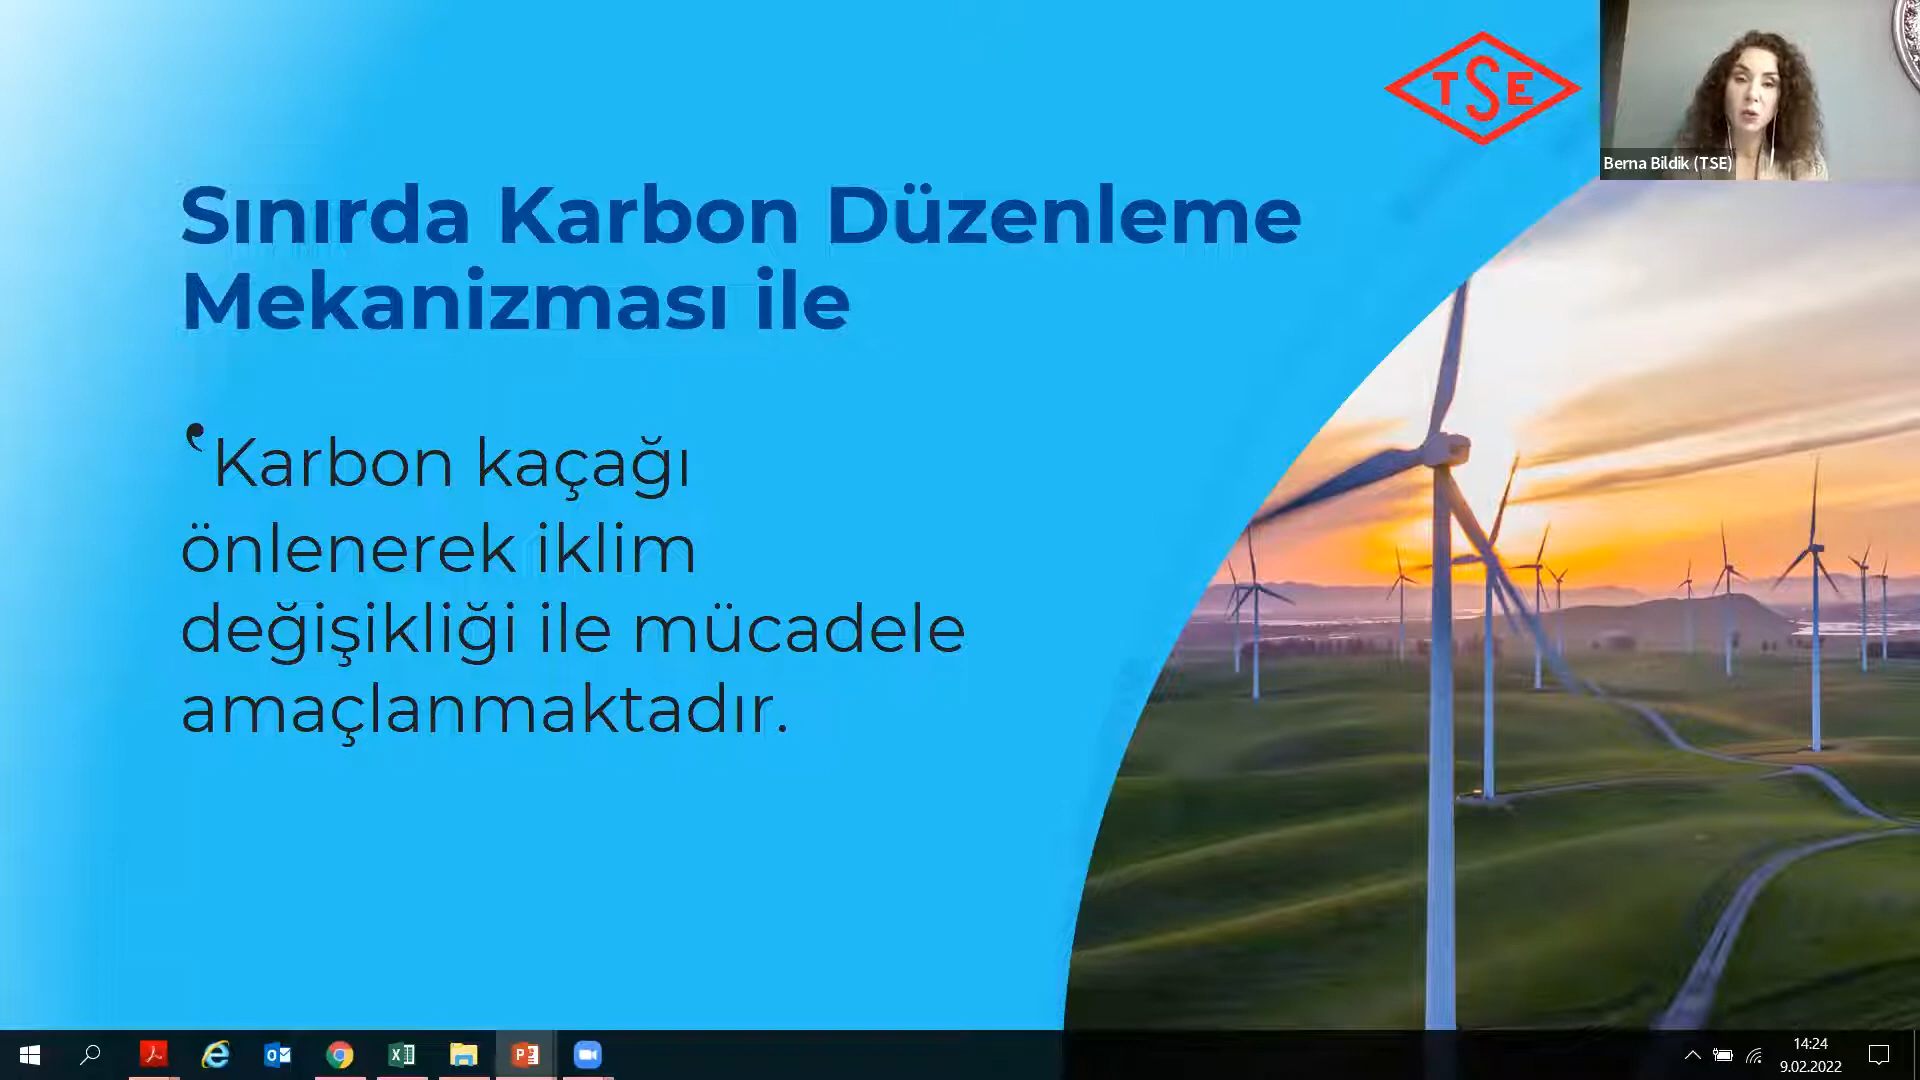 TSE
Berna Bildik (TSE)
Sınırda Karbon Düzenleme
Mekanizması ile
Karbon kaçağı
önlenerek iklim
değişikliği ile mücadele
amaçlanmaktadır.
14:24
9.02.2022